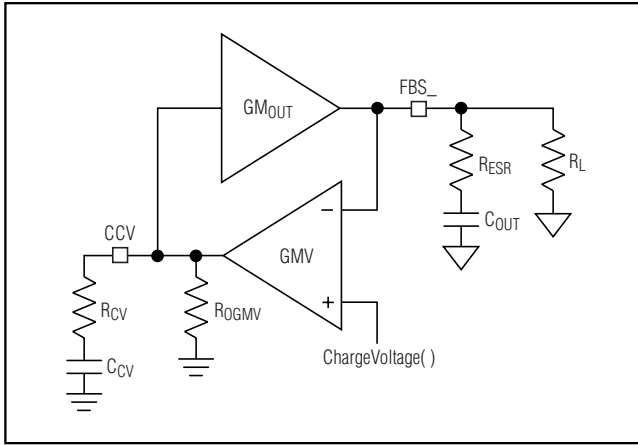 FBS_
GMOUT
RESR
RL
COUT
CCV
GMV
RCV
ROGMV
CCV
ChargeVoltage( )
−
+